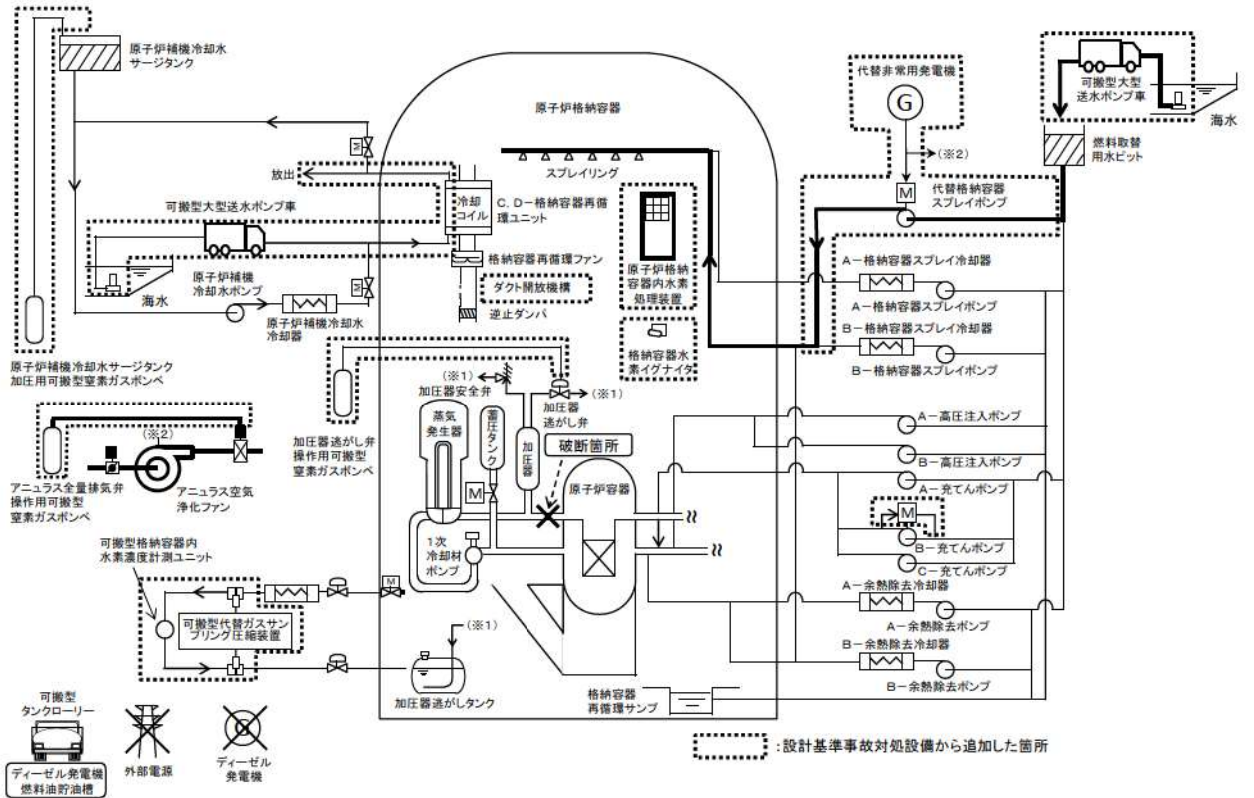 原子炉補機冷却水
サージタンク
原子炉格納容器
代替非常用発電機
G
可搬型大型
送水ポンプ車
海水
燃料取替
用水ピット
(※2)
M
代替格納容器
スプレイポンプ
M
放出
スプレイリング
可搬型大型送水ポンプ車
冷却
コイル
C, D-格納容器再循
環ユニット
格納容器再循環ファン
ダクト開放機構
逆止ダンパ
海水
原子炉補機
冷却水ポンプ
M
原子炉補機冷却水
冷却器
原子炉格納
容器内水素
処理装置
格納容器水
素イグナイタ
A-格納容器スプレイ冷却器
A-格納容器スプレイポンプ
B-格納容器スプレイ冷却器
B-格納容器スプレイポンプ
原子炉補機冷却水サージタンク
加圧用可搬型窒素ガスボンベ
(※1)
加圧器安全弁
(※1)
加圧器
逃がし弁
加圧器逃がし弁
操作用可搬型
窒素ガスボンベ
蒸気
発生器
蓄圧タンク
加圧器
破断箇所
原子炉容器
M
1次
冷却材
ポンプ
(※2)
アニュラス全量排気弁
操作用可搬型
窒素ガスボンベ
アニュラス空気
浄化ファン
A-高圧注入ポンプ
B-高圧注入ポンプ
A-充てんポンプ
M
B-充てんポンプ
C-充てんポンプ
A-余熱除去冷却器
A-余熱除去ポンプ
B-余熱除去冷却器
B-余熱除去ポンプ
可搬型格納容器内
水素濃度計測ユニット
M
可搬型代替ガスサン
プリング圧縮装置
(※1)
加圧器逃がしタンク
格納容器
再循環サンプ
可搬型
タンクローリー
ディーゼル発電機
燃料油貯油槽
外部電源
ディーゼル
発電機
:設計基準事故対処設備から追加した箇所